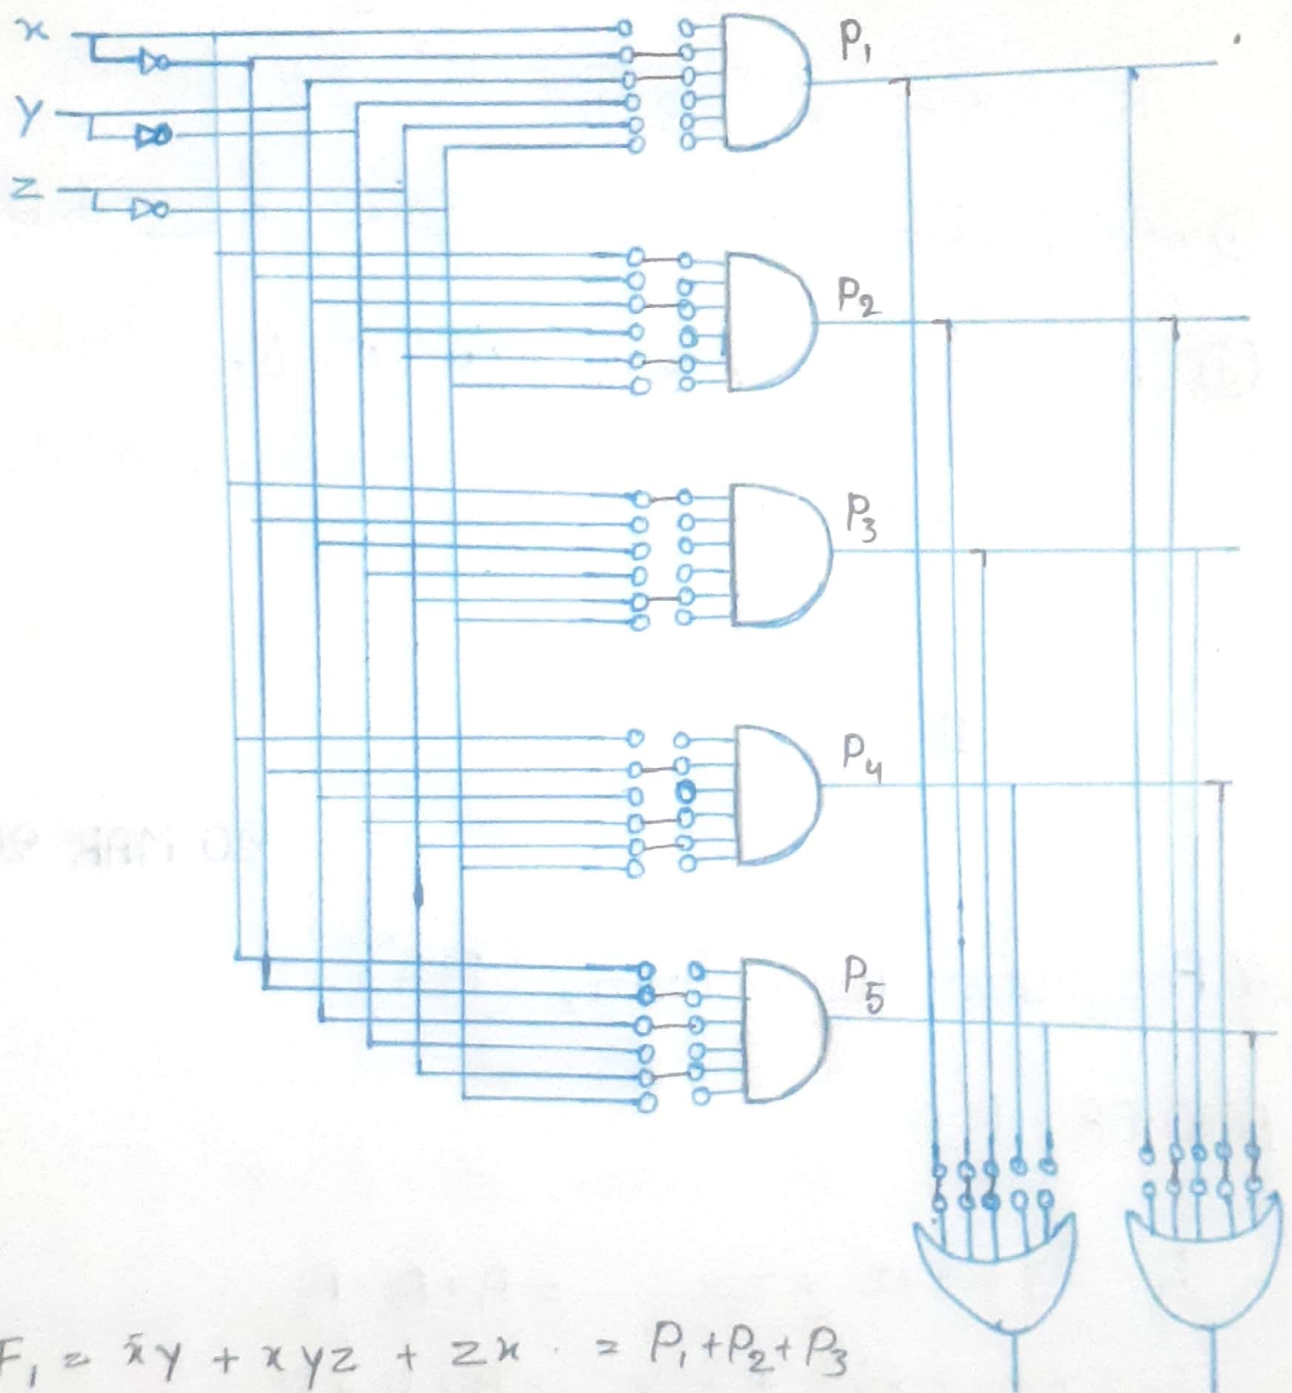 x
P₁
y
z
P₂
P₃
P₄
P₅
F₁ = x̄y + xyz + zx = P₁+P₂+P₃